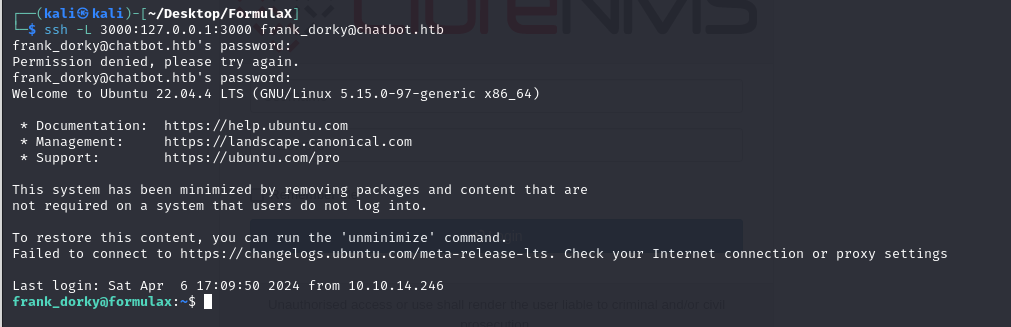 ┌──(kali㉿kali)-[~/Desktop/FormulaX]
└─$ ssh -L 3000:127.0.0.1:3000 frank_dorky@chatbot.htb
frank_dorky@chatbot.htb's password:
Permission denied, please try again.
frank_dorky@chatbot.htb's password:
Welcome to Ubuntu 22.04.4 LTS (GNU/Linux 5.15.0-97-generic x86_64)
* Documentation: https://help.ubuntu.com
* Management: https://landscape.canonical.com
* Support: https://ubuntu.com/pro
This system has been minimized by removing packages and content that are
not required on a system that users do not log into.
To restore this content, you can run the 'unminimize' command.
Failed to connect to https://changelogs.ubuntu.com/meta-release-lts. Check your Internet connection or proxy settings
Last login: Sat Apr 6 17:09:50 2024 from 10.10.14.246
frank_dorky@formulax:~$